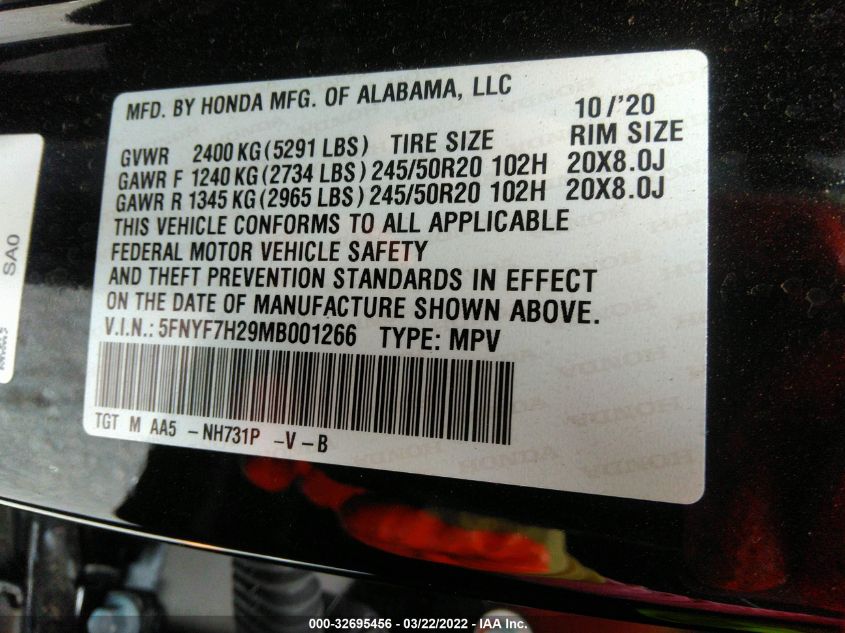 MFD. BY HONDA MFG. OF ALABAMA, LLC 10/'20
GVWR 2400 KG (5291 LBS) TIRE SIZE RIM SIZE
GAWR F 1240 KG (2734 LBS) 245/50R20 102H 20X8.0J
GAWR R 1345 KG (2965 LBS) 245/50R20 102H 20X8.0J
THIS VEHICLE CONFORMS TO ALL APPLICABLE
FEDERAL MOTOR VEHICLE SAFETY
AND THEFT PREVENTION STANDARDS IN EFFECT
ON THE DATE OF MANUFACTURE SHOWN ABOVE.
V.I.N.: 5FNYF7H29MB001266 TYPE: MPV
TGT M AA5 -NH731P -V-B
SA0
000-32695456 - 03/22/2022 - IAA Inc.